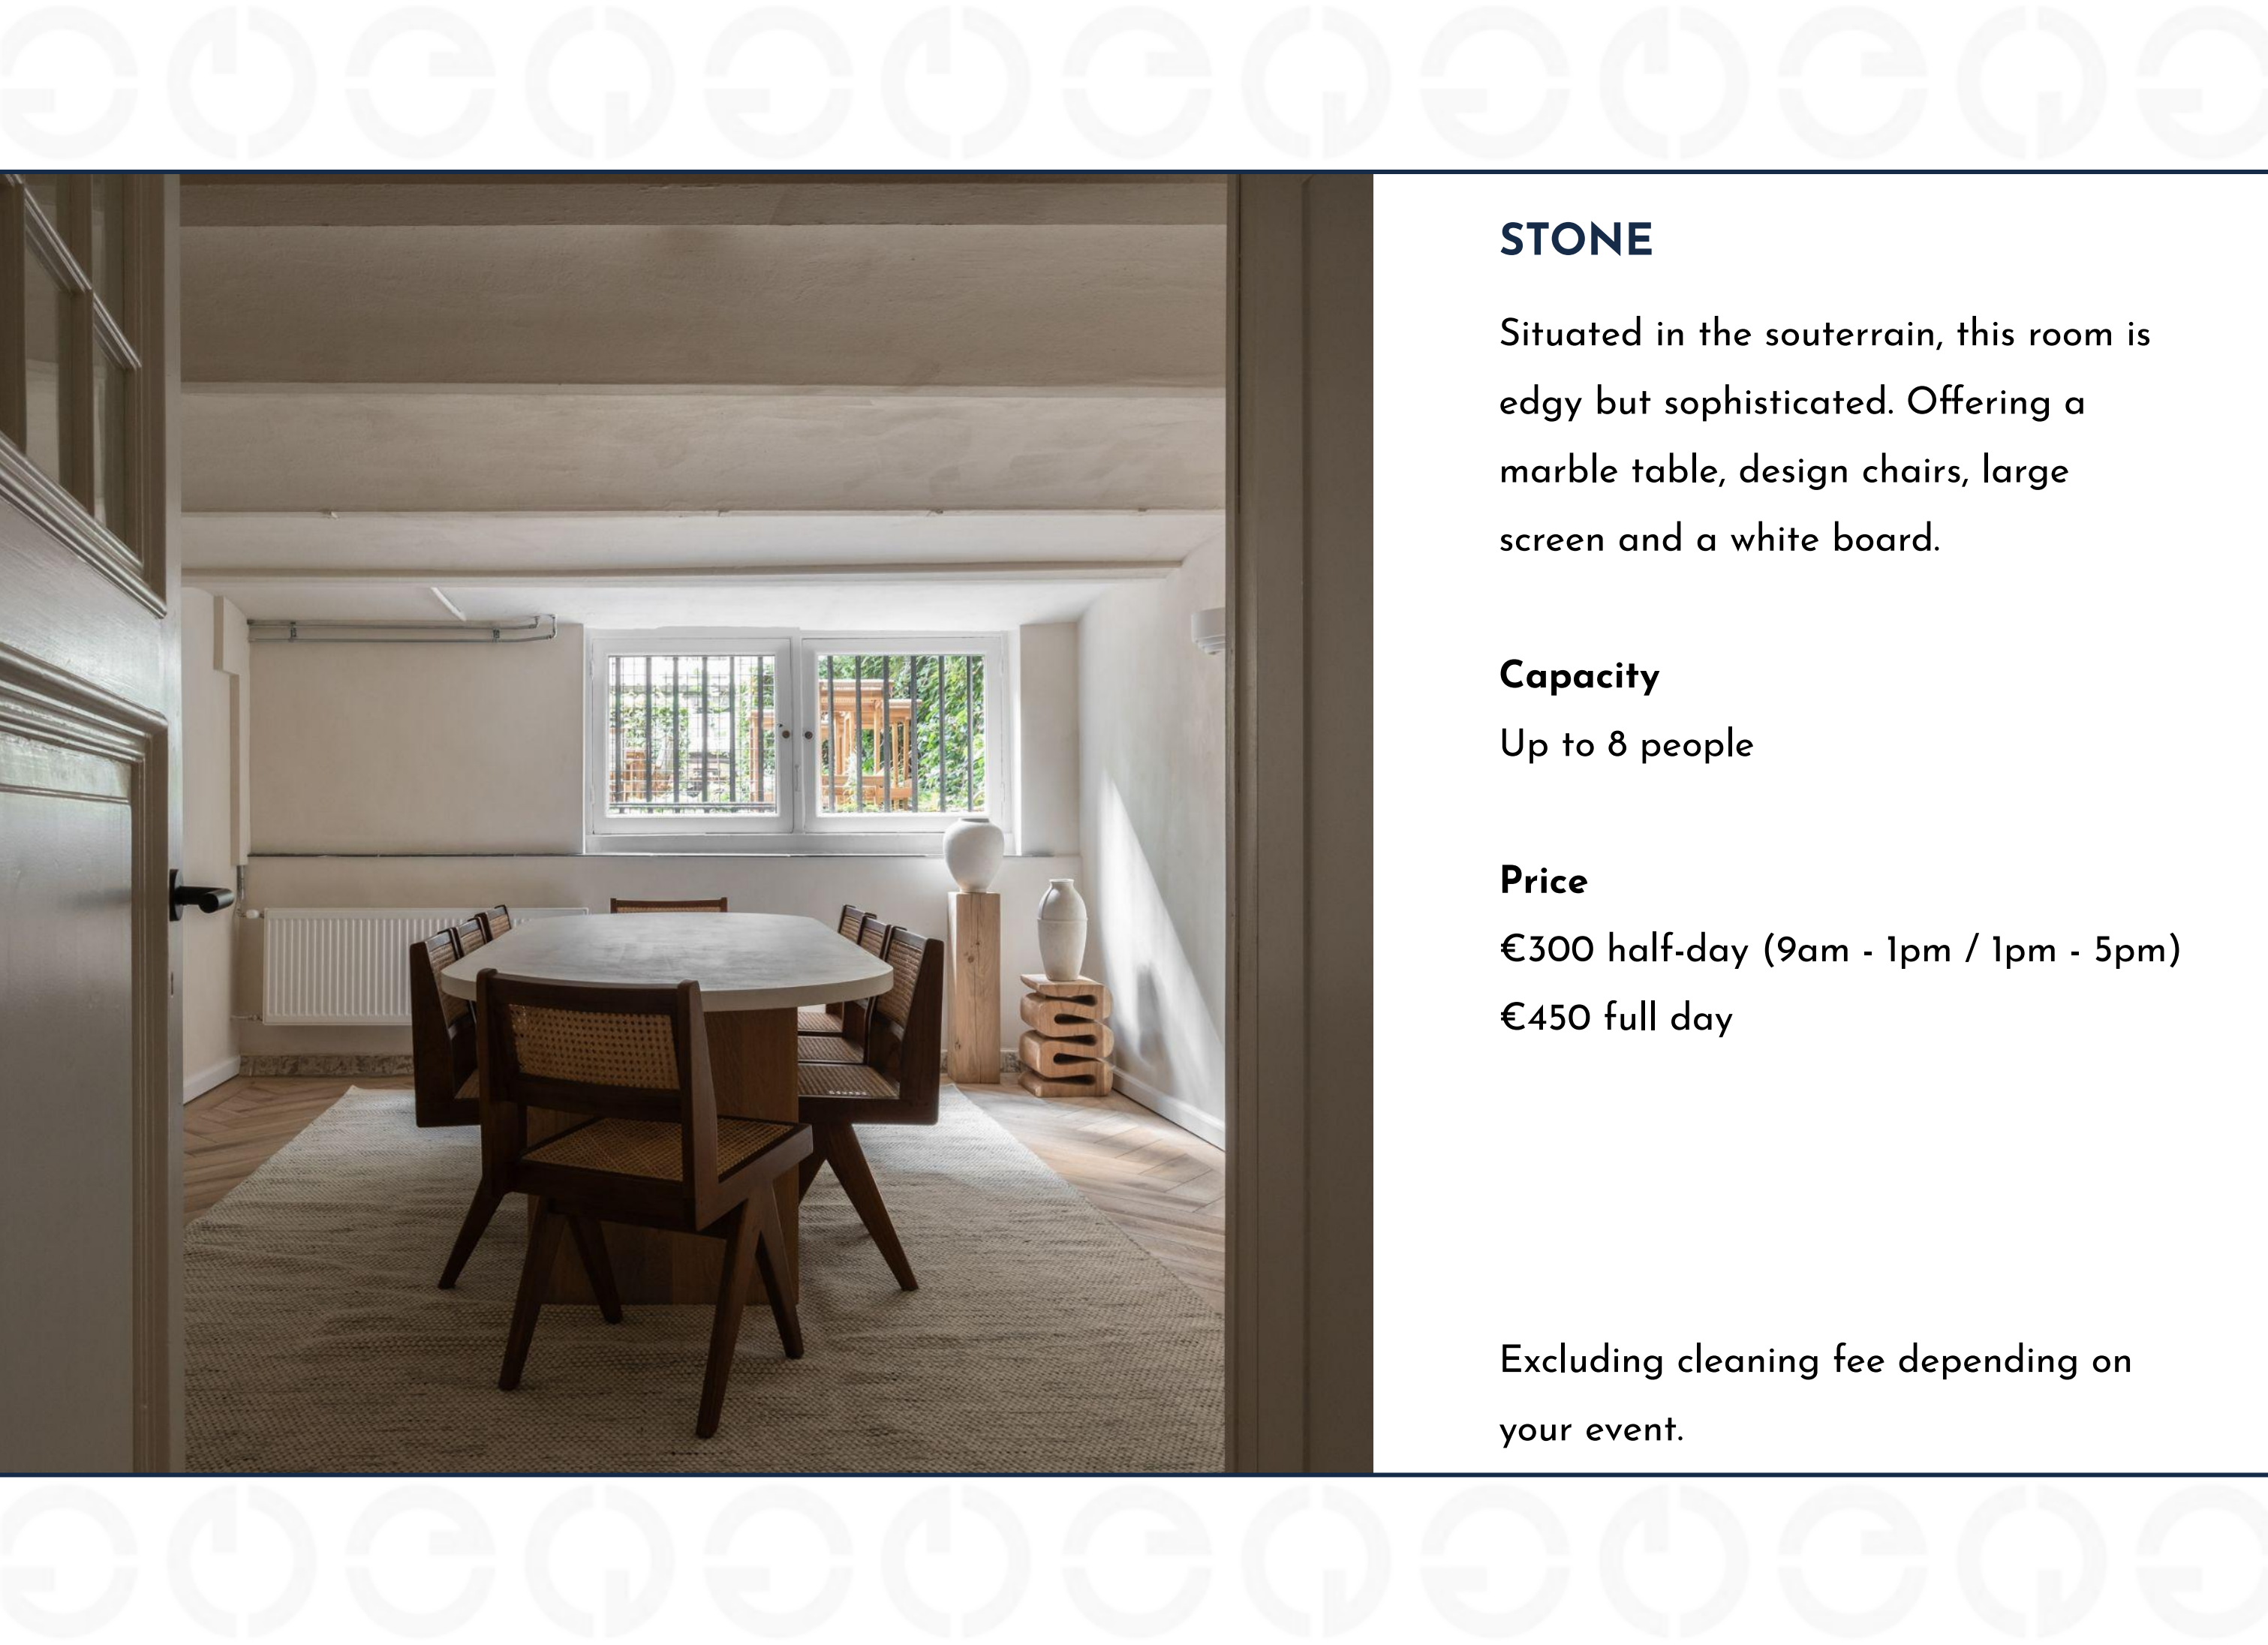 STONE
Situated in the souterrain, this room is
edgy but sophisticated. Offering a
marble table, design chairs, large
screen and a white board.
Capacity
Up to 8 people
Price
€300 half-day (9am - 1pm / 1pm - 5pm)
€450 full day
Excluding cleaning fee depending on
your event.